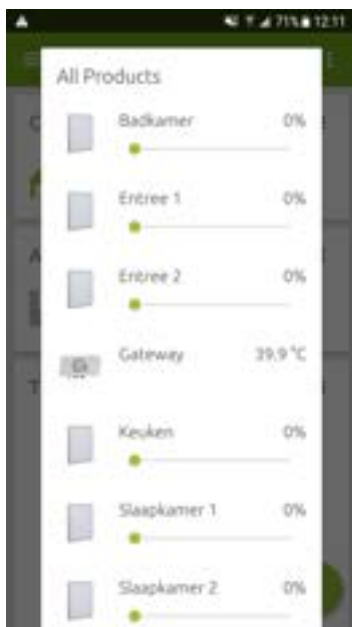 71% 12:11
All Products
Badkamer 0%
Entree 1 0%
Entree 2 0%
Gateway 39.9 °C
Keuken 0%
Slaapkamer 1 0%
Slaapkamer 2 0%